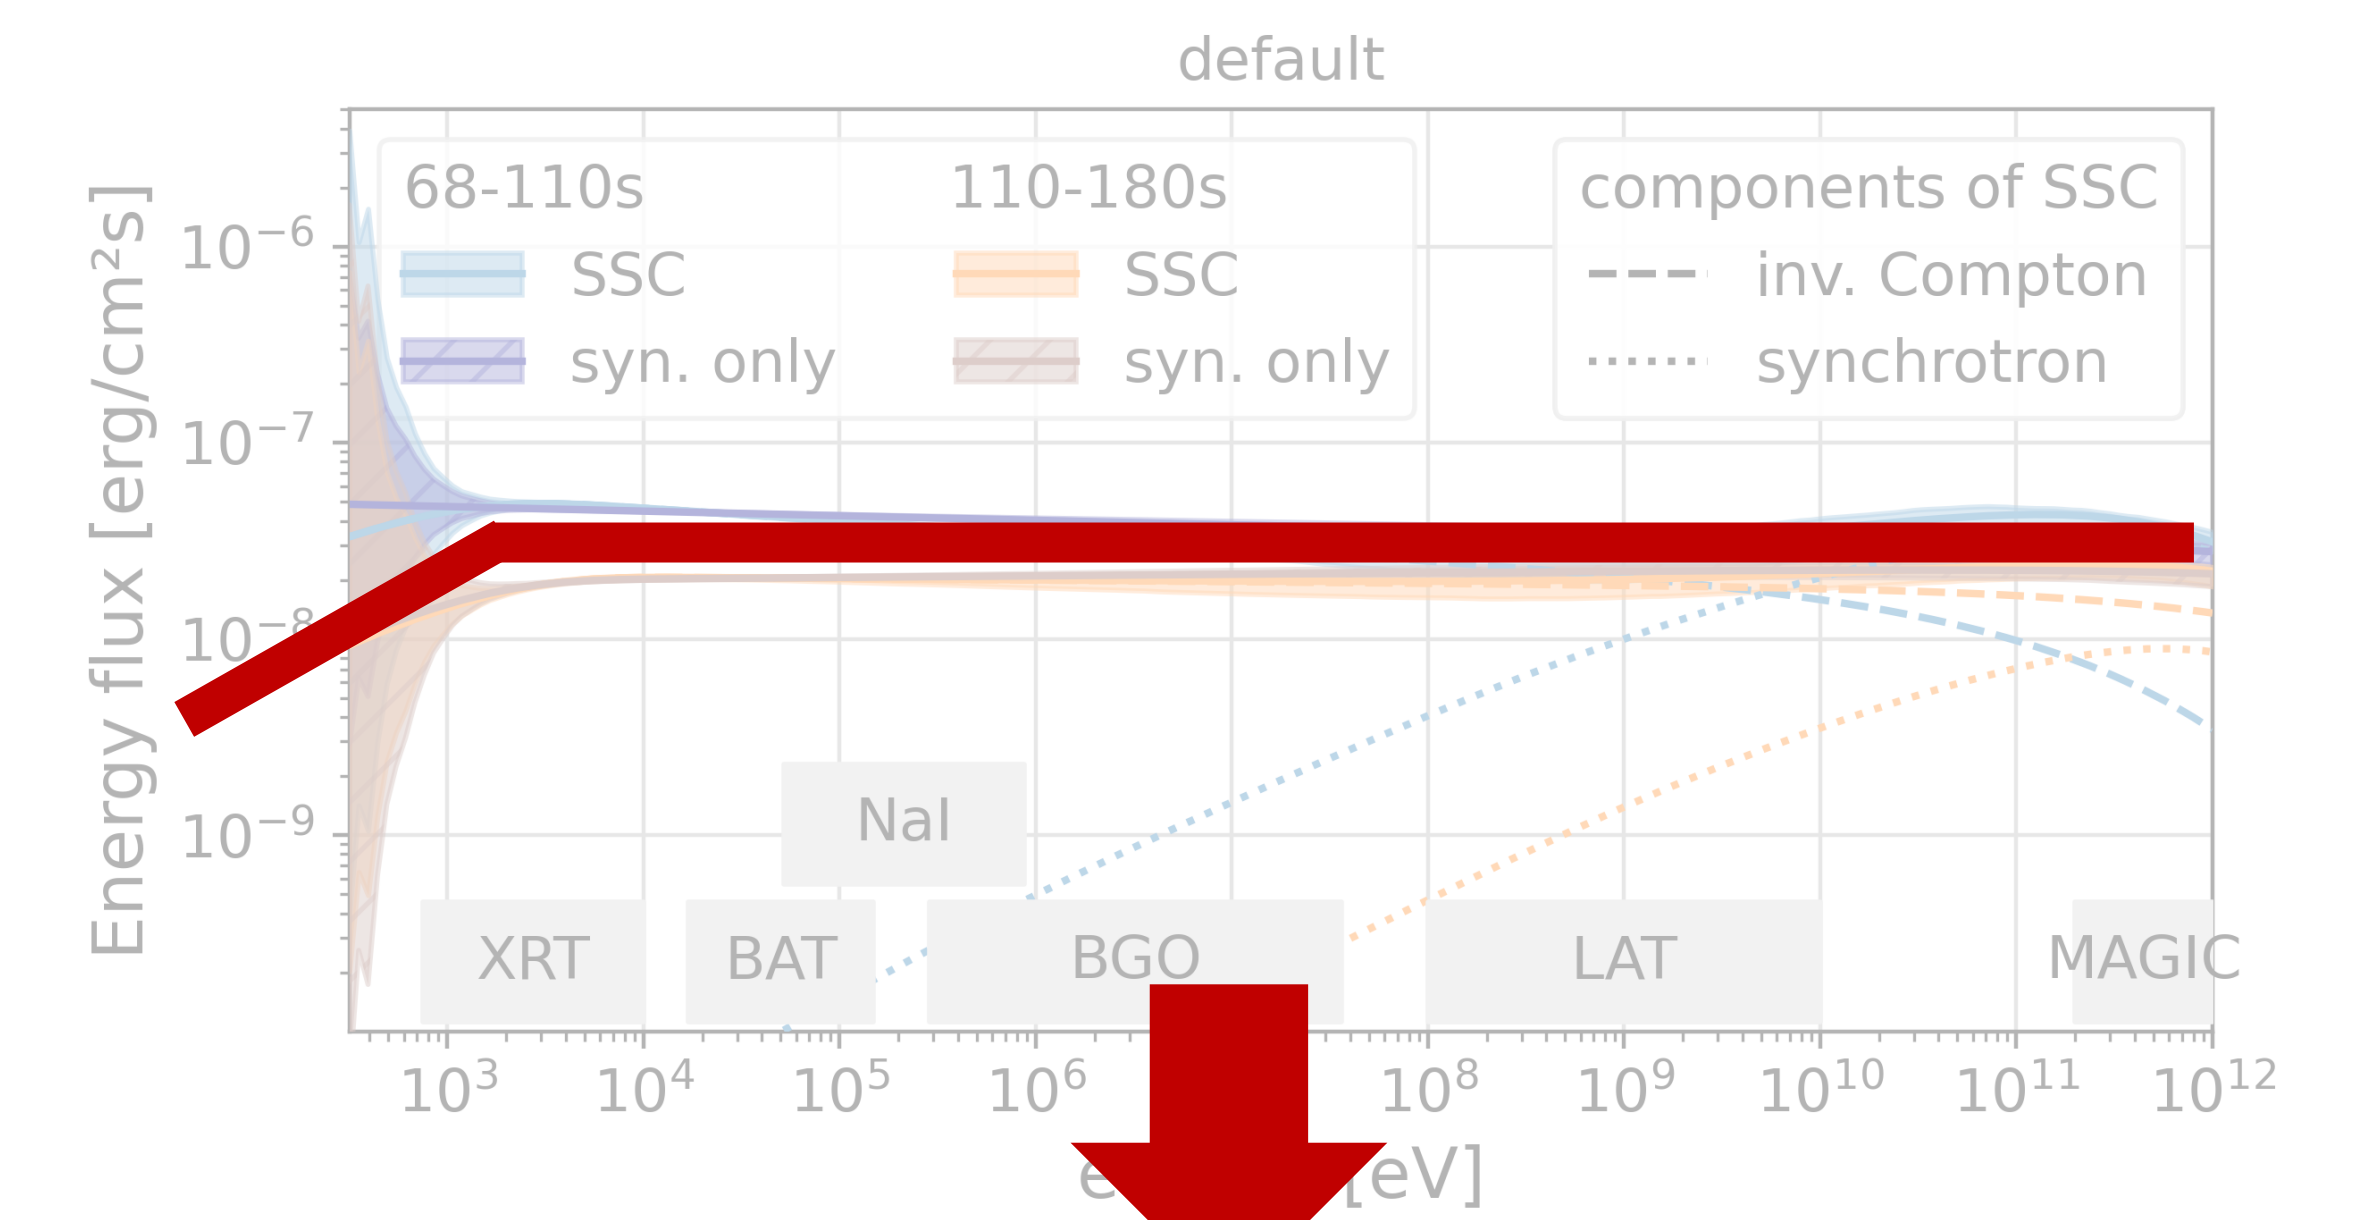 default
68-110s 110-180s components of SSC
SSC SSC inv. Compton
syn. only syn. only synchrotron
Energy flux [erg/cm²s]
10⁻⁶
10⁻⁷
10⁻⁸
10⁻⁹
NaI
XRT BAT BGO LAT MAGIC
10³ 10⁴ 10⁵ 10⁶ 10⁸ 10⁹ 10¹⁰ 10¹¹ 10¹²
[eV]